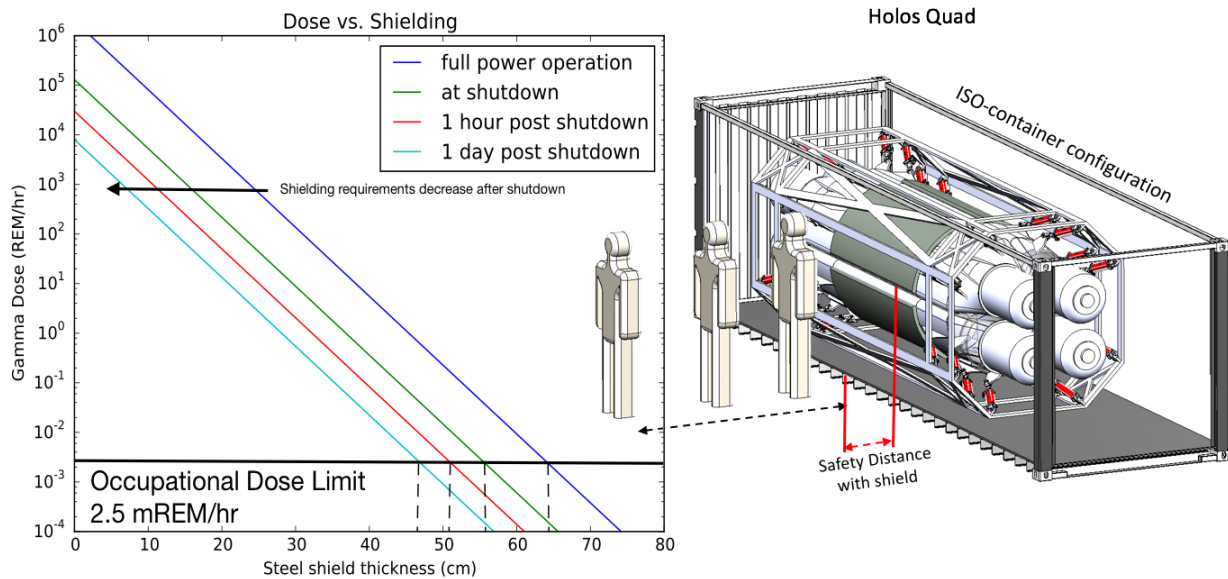 Dose vs. Shielding
Gamma Dose (REM/hr)
10^6
10^5
10^4
10^3
10^2
10^1
10^0
10^-1
10^-2
10^-3
10^-4
full power operation
at shutdown
1 hour post shutdown
1 day post shutdown
Shielding requirements decrease after shutdown
Occupational Dose Limit
2.5 mREM/hr
0 10 20 30 40 50 60 70 80
Steel shield thickness (cm)
Holos Quad
ISO-container configuration
Safety Distance
with shield